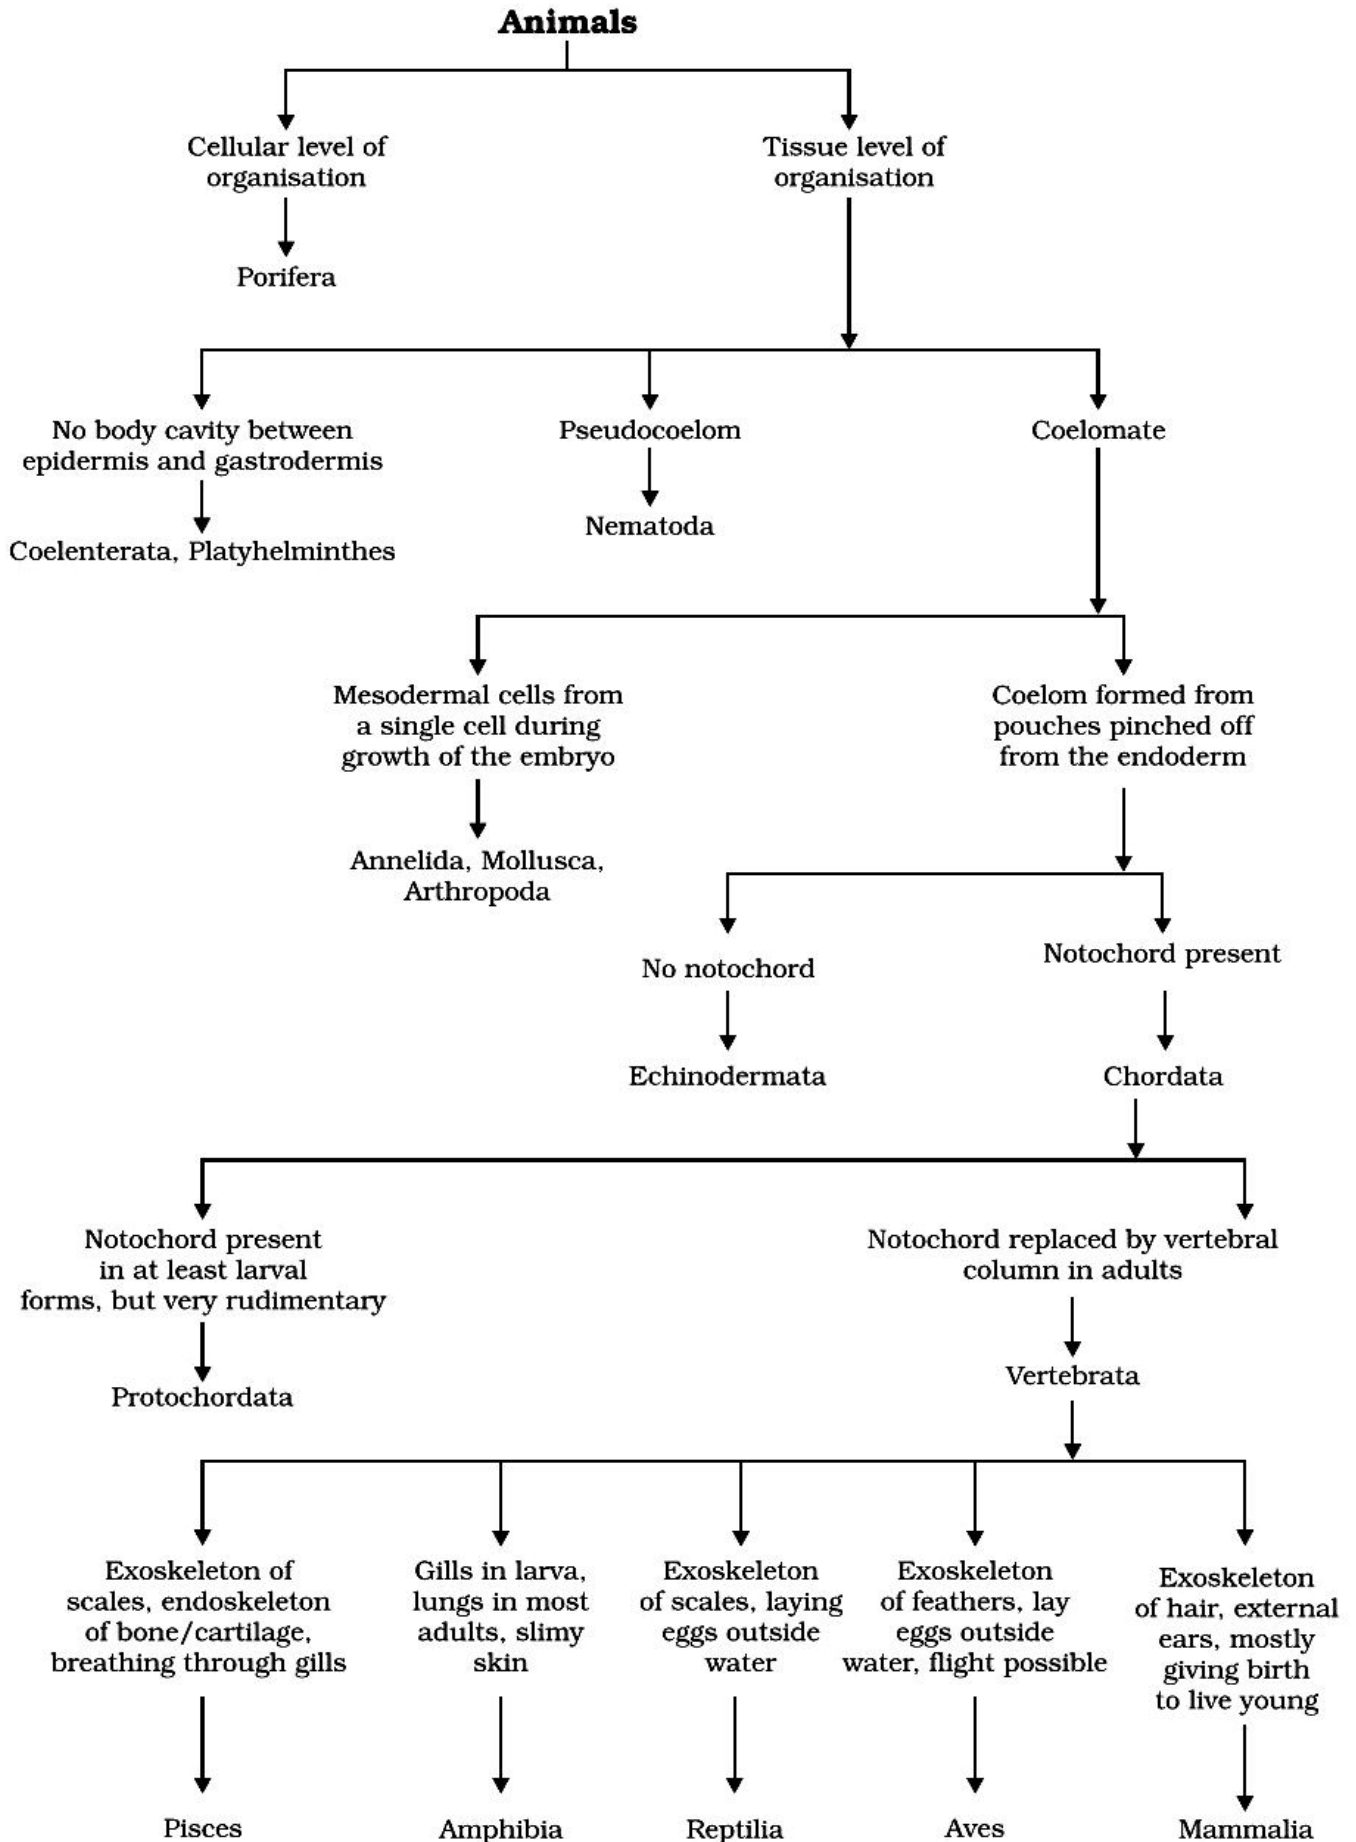 Animals
Cellular level of
organisation
Tissue level of
organisation
Porifera
No body cavity between
epidermis and gastrodermis
Pseudocoelom
Coelomate
Nematoda
Coelenterata, Platyhelminthes
Mesodermal cells from
a single cell during
growth of the embryo
Coelom formed from
pouches pinched off
from the endoderm
Annelida, Mollusca,
Arthropoda
No notochord
Notochord present
Echinodermata
Chordata
Notochord present
in at least larval
forms, but very rudimentary
Notochord replaced by vertebral
column in adults
Protochordata
Vertebrata
Exoskeleton of
scales, endoskeleton
of bone/cartilage,
breathing through gills
Gills in larva,
lungs in most
adults, slimy
skin
Exoskeleton
of scales, laying
eggs outside
water
Exoskeleton
of feathers, lay
eggs outside
water, flight possible
Exoskeleton
of hair, external
ears, mostly
giving birth
to live young
Pisces
Amphibia
Reptilia
Aves
Mammalia